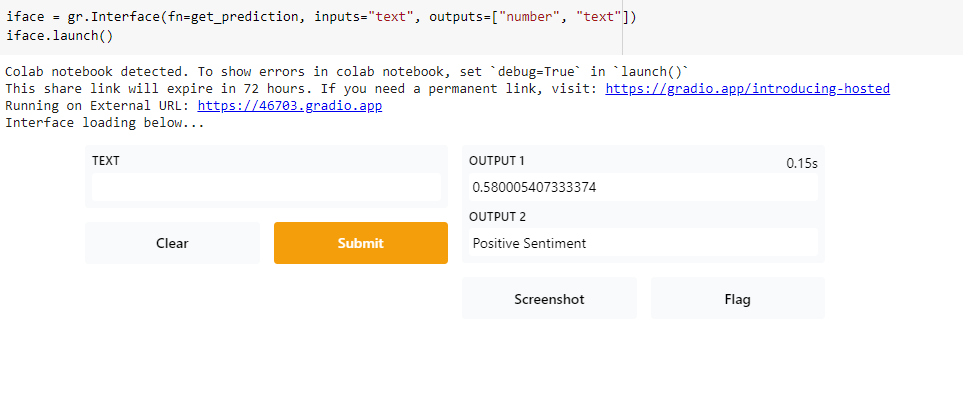 iface = gr.Interface(fn=get_prediction, inputs="text", outputs=["number", "text"])
iface.launch()
Colab notebook detected. To show errors in colab notebook, set `debug=True` in `launch()`
This share link will expire in 72 hours. If you need a permanent link, visit: https://gradio.app/introducing-hosted
Running on External URL: https://46703.gradio.app
Interface loading below...
TEXT
Clear
Submit
OUTPUT 1
0.15s
0.580005407333374
OUTPUT 2
Positive Sentiment
Screenshot
Flag